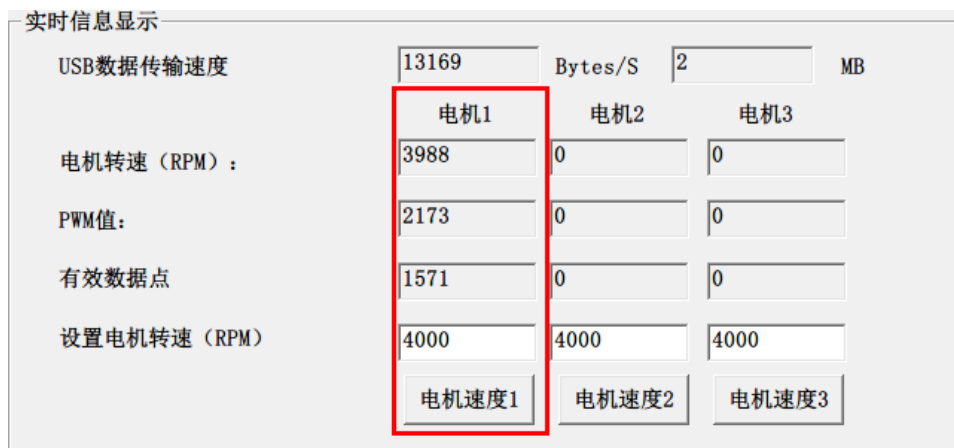 实时信息显示
USB数据传输速度 13169 Bytes/S 2 MB
电机1 电机2 电机3
电机转速（RPM）： 3988 0 0
PWM值： 2173 0 0
有效数据点 1571 0 0
设置电机转速（RPM） 4000 4000 4000
电机速度1 电机速度2 电机速度3